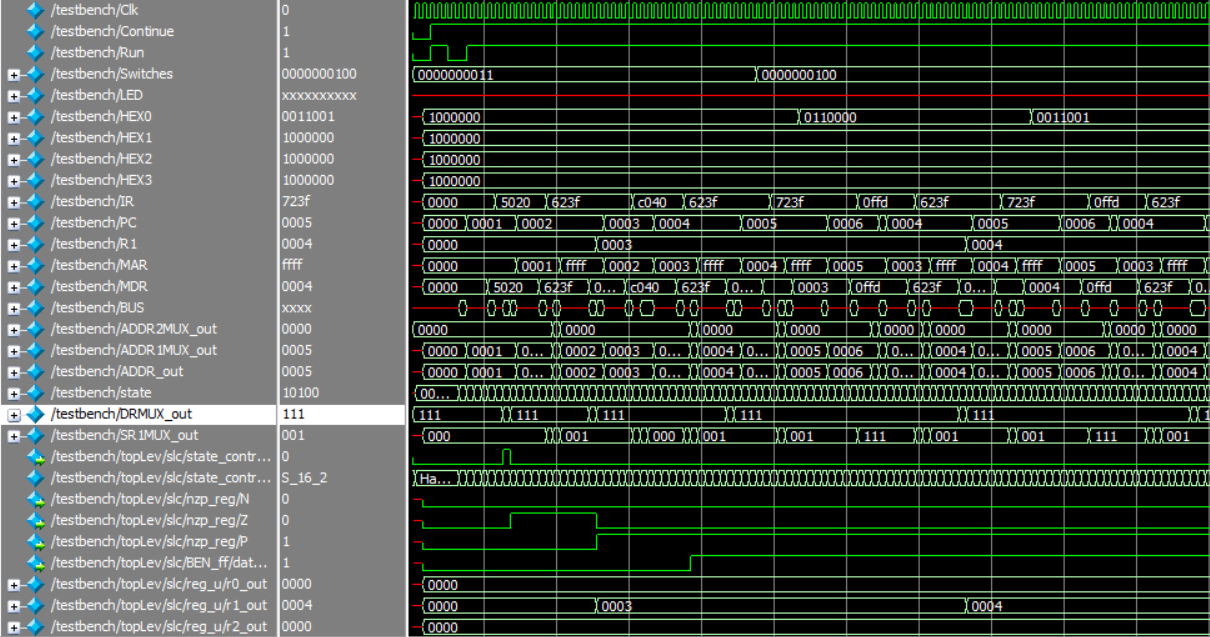 /testbench/Clk 0
/testbench/Continue 1
/testbench/Run 1
/testbench/Switches 0000000100 0000000011 0000000100
/testbench/LED xxxxxxxxxx
/testbench/HEX0 0011001 1000000 0110000 0011001
/testbench/HEX1 1000000 1000000
/testbench/HEX2 1000000 1000000
/testbench/HEX3 1000000 1000000
/testbench/IR 723f 0000 5020 623f c040 623f 723f 0ffd 623f 723f 0ffd 623f
/testbench/PC 0005 0000 0001 0002 0003 0004 0005 0006 0004 0005 0006 0004
/testbench/R1 0004 0000 0003 0004
/testbench/MAR ffff 0000 0001 ffff 0002 0003 ffff 0004 ffff 0005 0003 ffff 0004 ffff 0005 0003 ffff
/testbench/MDR 0004 0000 5020 623f 0... c040 623f 0... 0003 0ffd 623f 0... 0004 0ffd 623f 0...
/testbench/BUS xxxx
/testbench/ADDR2MUX_out 0000 0000 0000 0000 0000 0000 0000 0000 0000 0000
/testbench/ADDR1MUX_out 0005 0000 0001 0... 0002 0003 0... 0004 0... 0005 0006 0... 0004 0... 0005 0006 0... 0004
/testbench/ADDR_out 0005 0000 0001 0... 0002 0003 0... 0004 0... 0005 0006 0... 0004 0... 0005 0006 0... 0004
/testbench/state 10100 00...
/testbench/DRMUX_out 111 111 111 111 111 111 1
/testbench/SR1MUX_out 001 000 001 000 001 001 111 001 001 111 001
/testbench/topLev/slc/state_contr... 0
/testbench/topLev/slc/state_contr... S_16_2 Ha...
/testbench/topLev/slc/nzp_reg/N 0
/testbench/topLev/slc/nzp_reg/Z 0
/testbench/topLev/slc/nzp_reg/P 1
/testbench/topLev/slc/BEN_ff/dat... 1
/testbench/topLev/slc/reg_u/r0_out 0000 0000
/testbench/topLev/slc/reg_u/r1_out 0004 0000 0003 0004
/testbench/topLev/slc/reg_u/r2_out 0000 0000